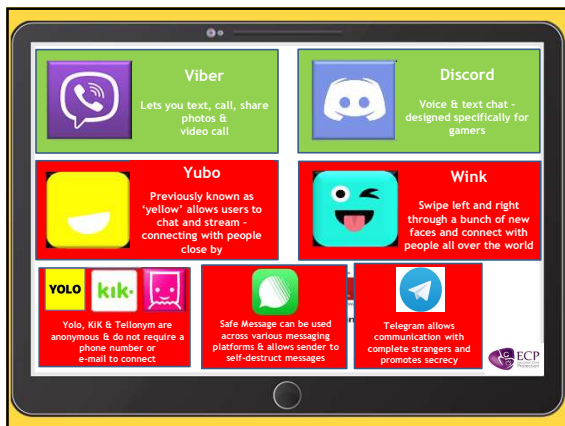 Viber
Lets you text, call, share
photos &
video call
Discord
Voice & text chat –
designed specifically for
gamers
Yubo
Previously known as
‘yellow’ allows users to
chat and stream –
connecting with people
close by
Wink
Swipe left and right
through a bunch of new
faces and connect with
people all over the world
YOLO
kik·
Yolo, KiK & Tellonym are
anonymous & do not require a
phone number or
e-mail to connect
Safe Message can be used
across various messaging
platforms & allows sender to
self-destruct messages
Telegram allows
communication with
complete strangers and
promotes secrecy
ECP